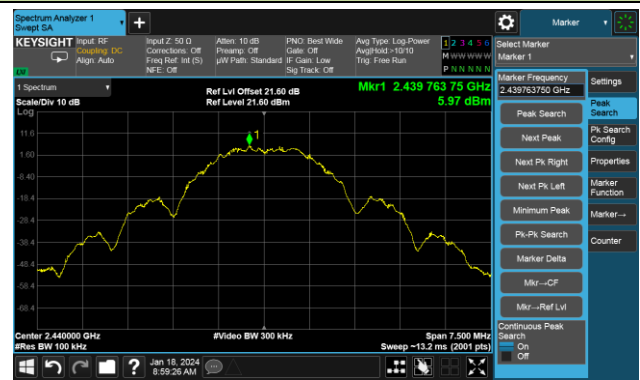 Spectrum Analyzer 1
Swept SA
Marker
KEYSIGHT
Input: RF
Coupling: DC
Align: Auto
Input Z: 50 Ω
Corrections: Off
Freq Ref: Int (S)
NFE: Off
Atten: 10 dB
Preamp: Off
µW Path: Standard
PNO: Best Wide
Gate: Off
IF Gain: Low
Sig Track: Off
Avg Type: Log-Power
Avg|Hold:>10/10
Trig: Free Run
1 2 3 4 5 6
M W W W W W
P N N N N N
Select Marker
Marker 1
1 Spectrum
Scale/Div 10 dB
Ref Lvl Offset 21.60 dB
Ref Level 21.60 dBm
Mkr1 2.439 763 75 GHz
5.97 dBm
Log
11.6
1.60
-8.40
-18.4
-28.4
-38.4
-48.4
-58.4
-68.4
1
Center 2.440000 GHz
#Res BW 100 kHz
#Video BW 300 kHz
Span 7.500 MHz
Sweep ~13.2 ms (2001 pts)
Marker Frequency
2.439763750 GHz
Peak Search
Next Peak
Next Pk Right
Next Pk Left
Minimum Peak
Pk-Pk Search
Marker Delta
Mkr→CF
Mkr→Ref Lvl
Continuous Peak
Search
On
Off
Settings
Peak
Search
Pk Search
Config
Properties
Marker
Function
Marker→
Counter
Jan 18, 2024
8:59:26 AM